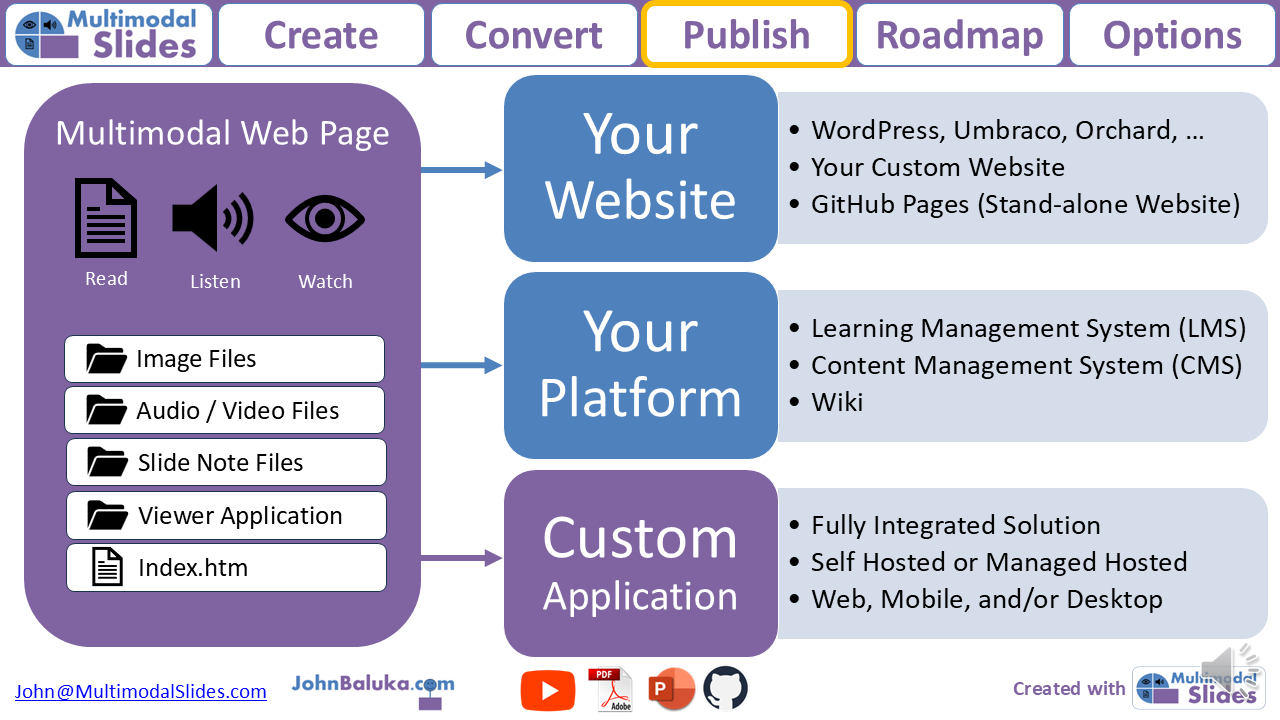 Multimodal Slides
Create
Convert
Publish
Roadmap
Options
Multimodal Web Page
Read
Listen
Watch
Image Files
Audio / Video Files
Slide Note Files
Viewer Application
Index.htm
Your
Website
• WordPress, Umbraco, Orchard, …
• Your Custom Website
• GitHub Pages (Stand-alone Website)
Your
Platform
• Learning Management System (LMS)
• Content Management System (CMS)
• Wiki
Custom
Application
• Fully Integrated Solution
• Self Hosted or Managed Hosted
• Web, Mobile, and/or Desktop
John@MultimodalSlides.com
JohnBaluka.com
PDF
Adobe
P
Created with
Multimodal
Slides